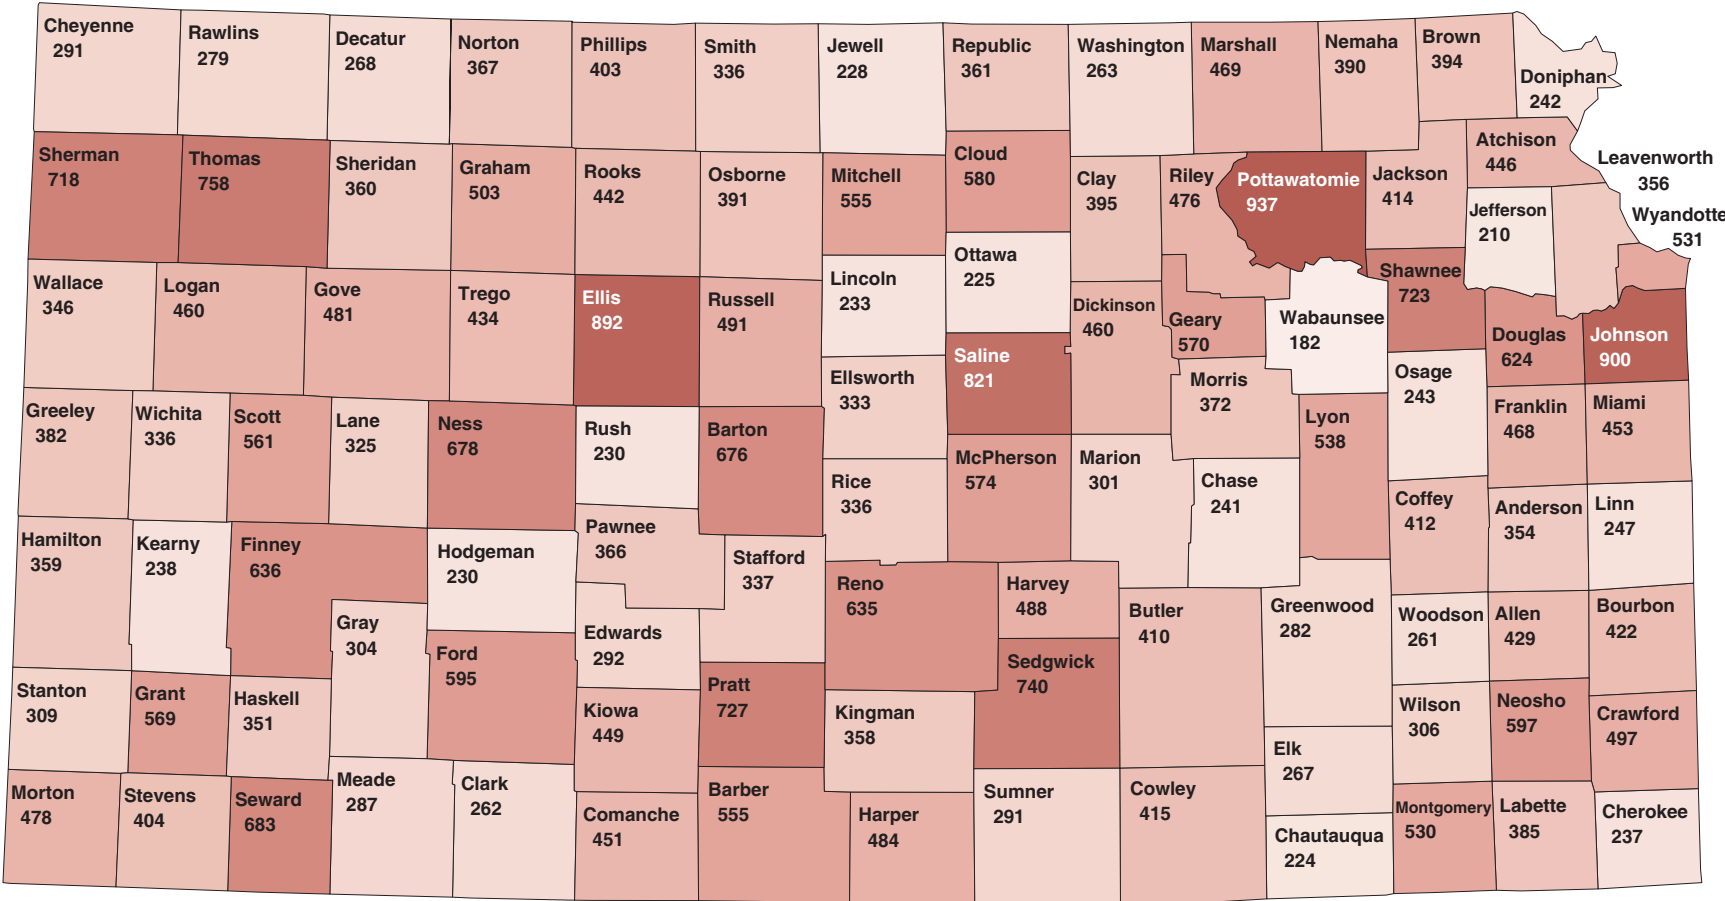 Cheyenne
291
Rawlins
279
Decatur
268
Norton
367
Phillips
403
Smith
336
Jewell
228
Republic
361
Washington
263
Marshall
469
Nemaha
390
Brown
394
Doniphan
242
Sherman
718
Thomas
758
Sheridan
360
Graham
503
Rooks
442
Osborne
391
Mitchell
555
Cloud
580
Clay
395
Riley
476
Pottawatomie
937
Jackson
414
Atchison
446
Jefferson
210
Leavenworth
356
Wyandotte
531
Wallace
346
Logan
460
Gove
481
Trego
434
Ellis
892
Russell
491
Lincoln
233
Ottawa
225
Saline
821
Dickinson
460
Geary
570
Wabaunsee
182
Shawnee
723
Douglas
624
Johnson
900
Ellsworth
333
Morris
372
Osage
243
Greeley
382
Wichita
336
Scott
561
Lane
325
Ness
678
Rush
230
Barton
676
Rice
336
McPherson
574
Marion
301
Chase
241
Lyon
538
Franklin
468
Miami
453
Coffey
412
Anderson
354
Linn
247
Hamilton
359
Kearny
238
Finney
636
Hodgeman
230
Pawnee
366
Stafford
337
Reno
635
Harvey
488
Butler
410
Greenwood
282
Woodson
261
Allen
429
Bourbon
422
Gray
304
Ford
595
Edwards
292
Sedgwick
740
Stanton
309
Grant
569
Haskell
351
Kiowa
449
Pratt
727
Kingman
358
Wilson
306
Neosho
597
Crawford
497
Elk
267
Morton
478
Stevens
404
Seward
683
Meade
287
Clark
262
Comanche
451
Barber
555
Harper
484
Sumner
291
Cowley
415
Chautauqua
224
Montgomery
530
Labette
385
Cherokee
237